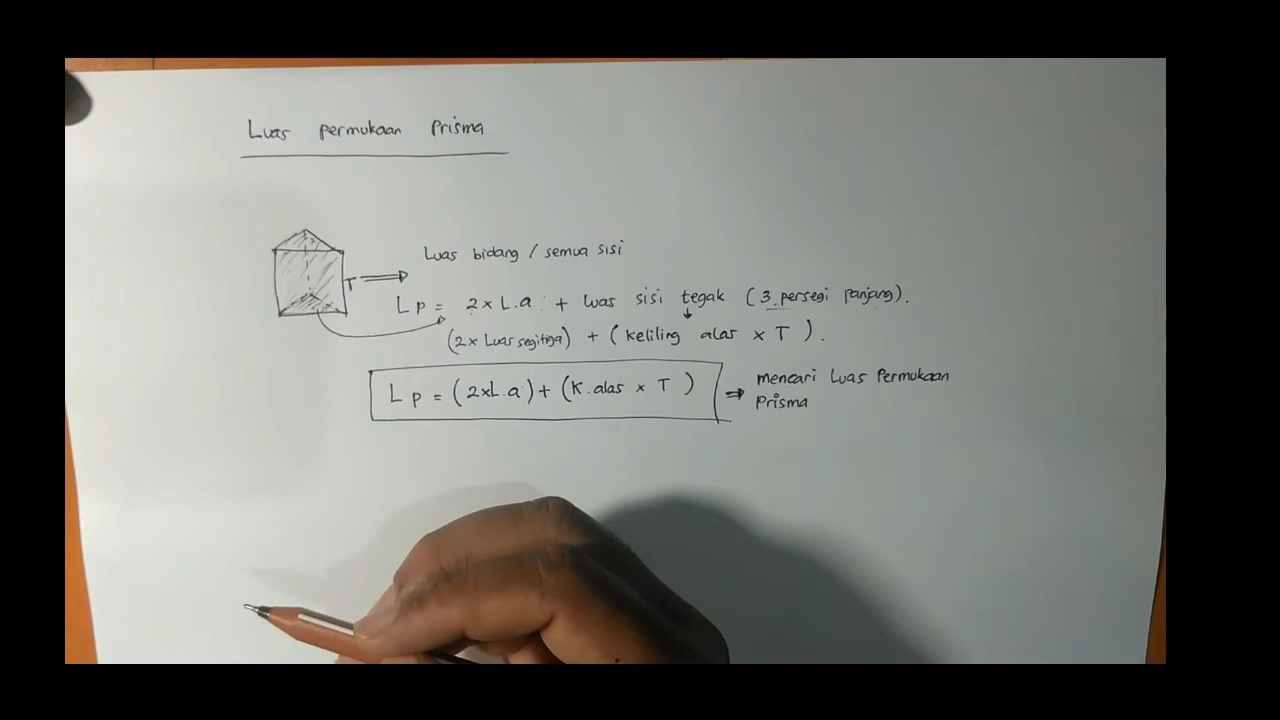 Luas permukaan Prisma
Luas bidang / semua sisi
T
Lp = 2 x L.a + luas sisi tegak (3 persegi panjang).
(2x Luas segitiga) + (keliling alas x T).
Lp = (2xL.a) + (K.alas x T)
mencari Luas Permukaan
Prisma